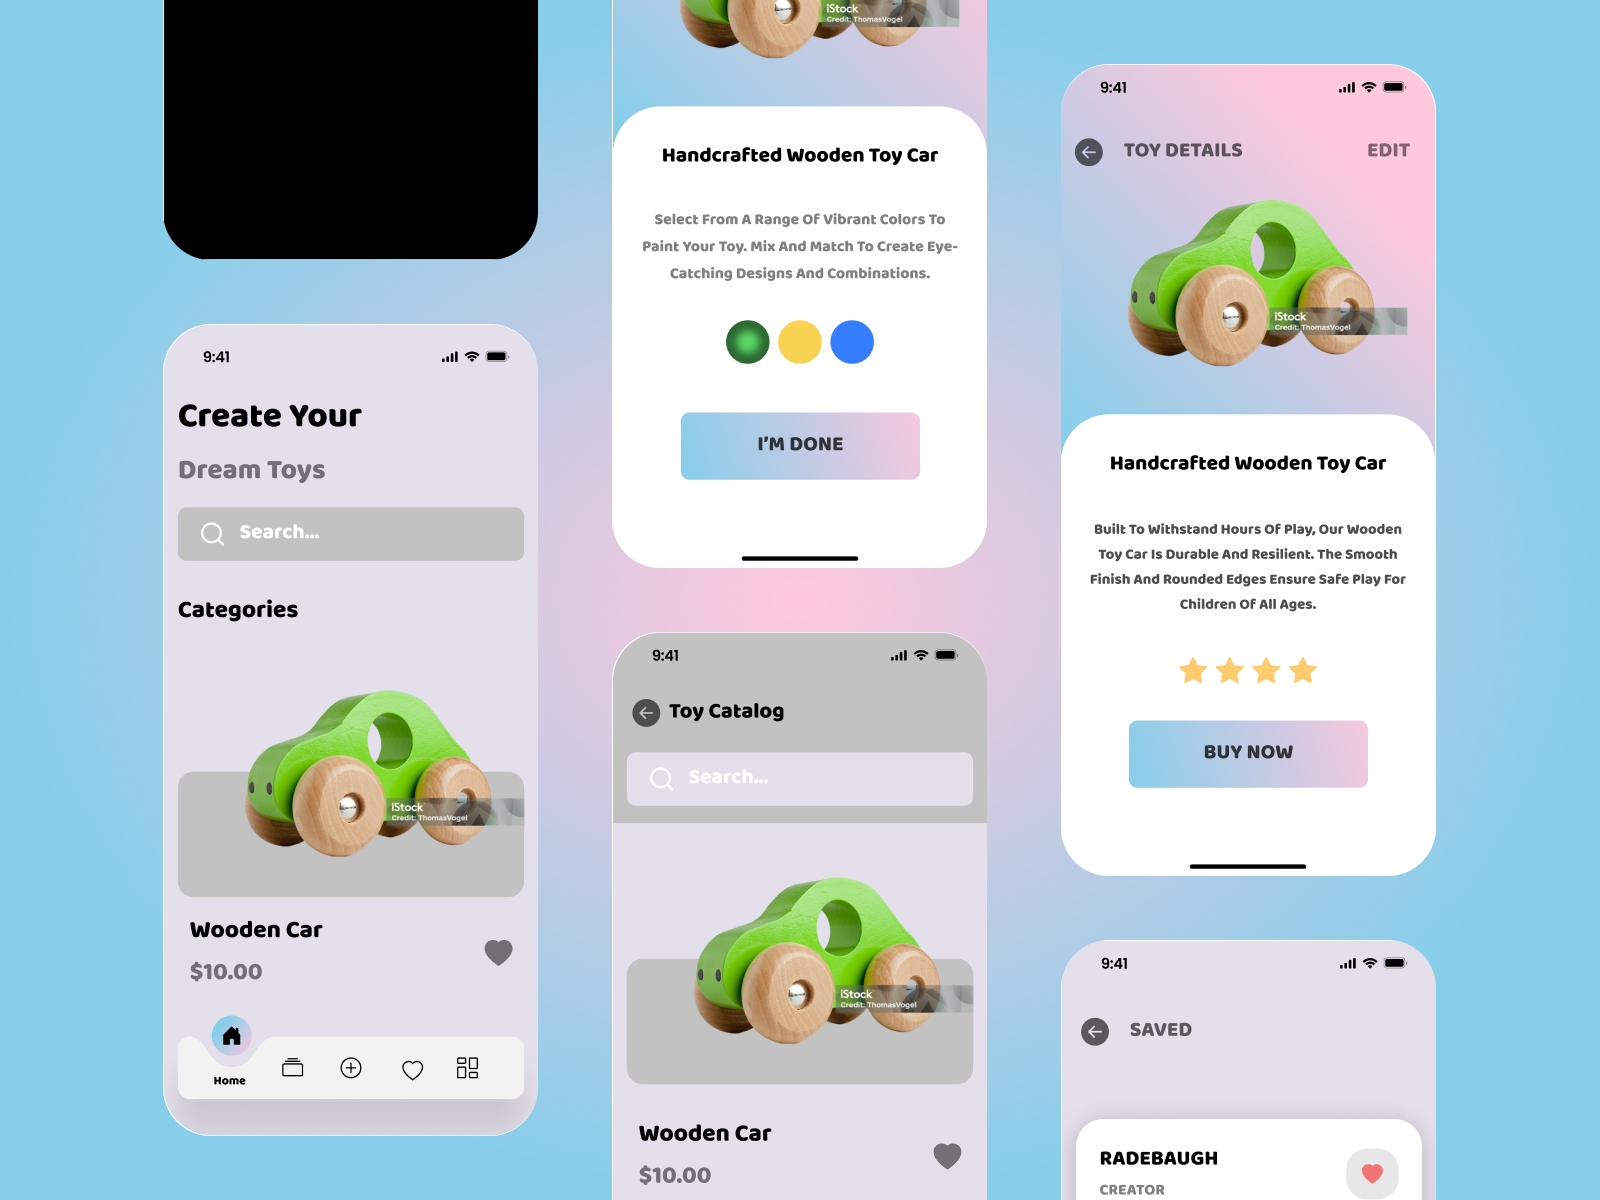 9:41
Create Your
Dream Toys
Search...
Categories
iStock
Credit: ThomasVogel
Wooden Car
$10.00
Home
iStock
Credit: ThomasVogel
Handcrafted Wooden Toy Car
Select From A Range Of Vibrant Colors To
Paint Your Toy. Mix And Match To Create Eye-
Catching Designs And Combinations.
I'M DONE
9:41
Toy Catalog
Search...
iStock
Credit: ThomasVogel
Wooden Car
$10.00
9:41
TOY DETAILS
EDIT
iStock
Credit: ThomasVogel
Handcrafted Wooden Toy Car
Built To Withstand Hours Of Play, Our Wooden
Toy Car Is Durable And Resilient. The Smooth
Finish And Rounded Edges Ensure Safe Play For
Children Of All Ages.
BUY NOW
9:41
SAVED
RADEBAUGH
CREATOR